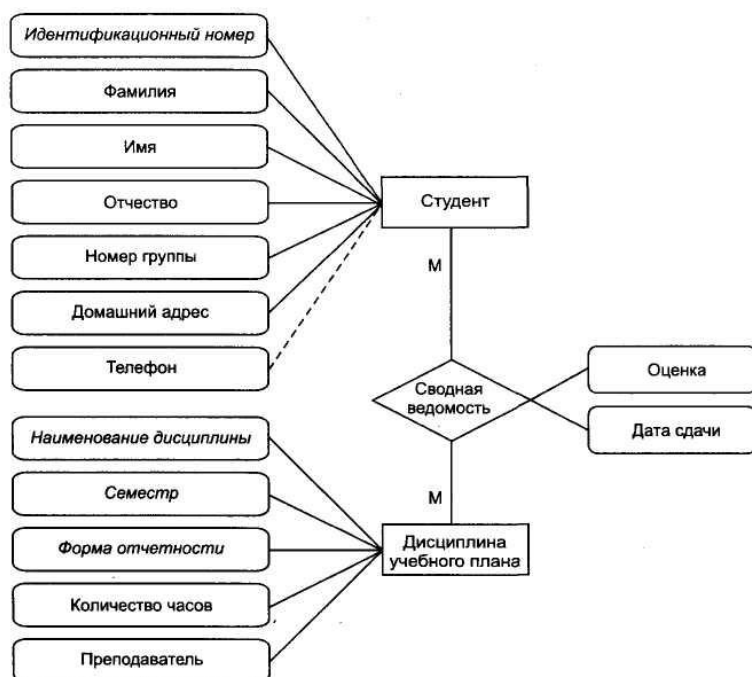 Идентификационный номер
Фамилия
Имя
Отчество
Номер группы
Домашний адрес
Телефон
Наименование дисциплины
Семестр
Форма отчетности
Количество часов
Преподаватель
Студент
М
Сводная
ведомость
М
Дисциплина
учебного плана
Оценка
Дата сдачи